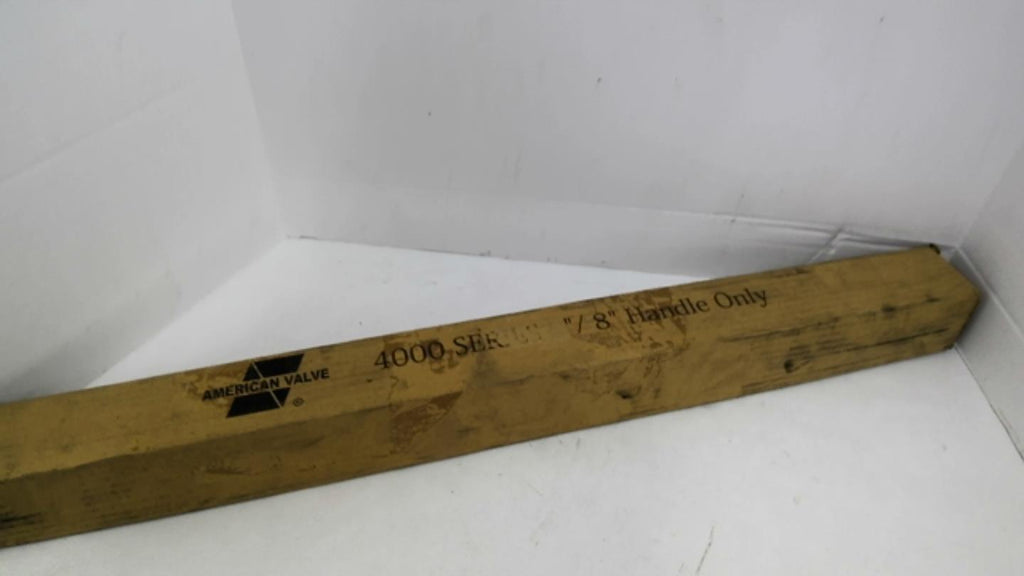 AMERICAN VALVE
®
4000 "/ 8" Handle Only